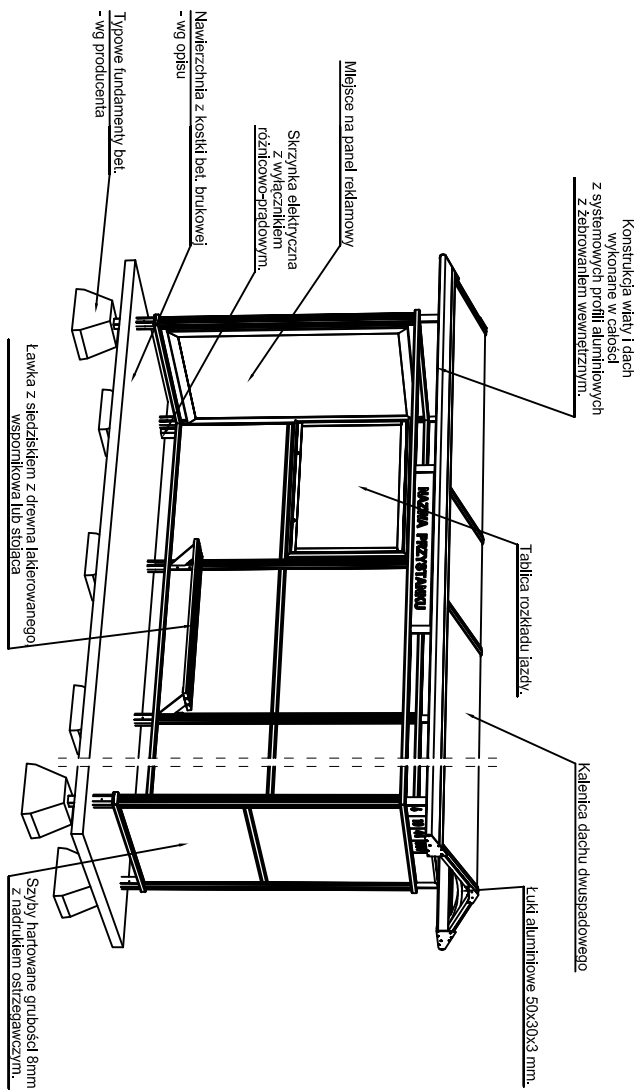 Konstrukcja wiaty i dach
wykonane w całości
z systemowych profili aluminiowych
z żebrowaniem wewnętrznym.
Kalenica dachu dwuspadowego
Tablica rozkładu jazdy.
Łuki aluminiowe 50x30x3 mm.
NAZWA PRZYSTANKU
Miejsce na panel reklamowy
Skrzynka elektryczna
z wyłącznikiem
różnicowo-prądowym.
Nawierzchnia z kostki bet. brukowej
- wg opisu
Typowe fundamenty bet.
- wg producenta
Ławka z siedziskiem z drewna lakierowanego
wspornikowa lub stojąca
Szyby hartowane grubości 8mm
z nadrukiem ostrzegawczym.